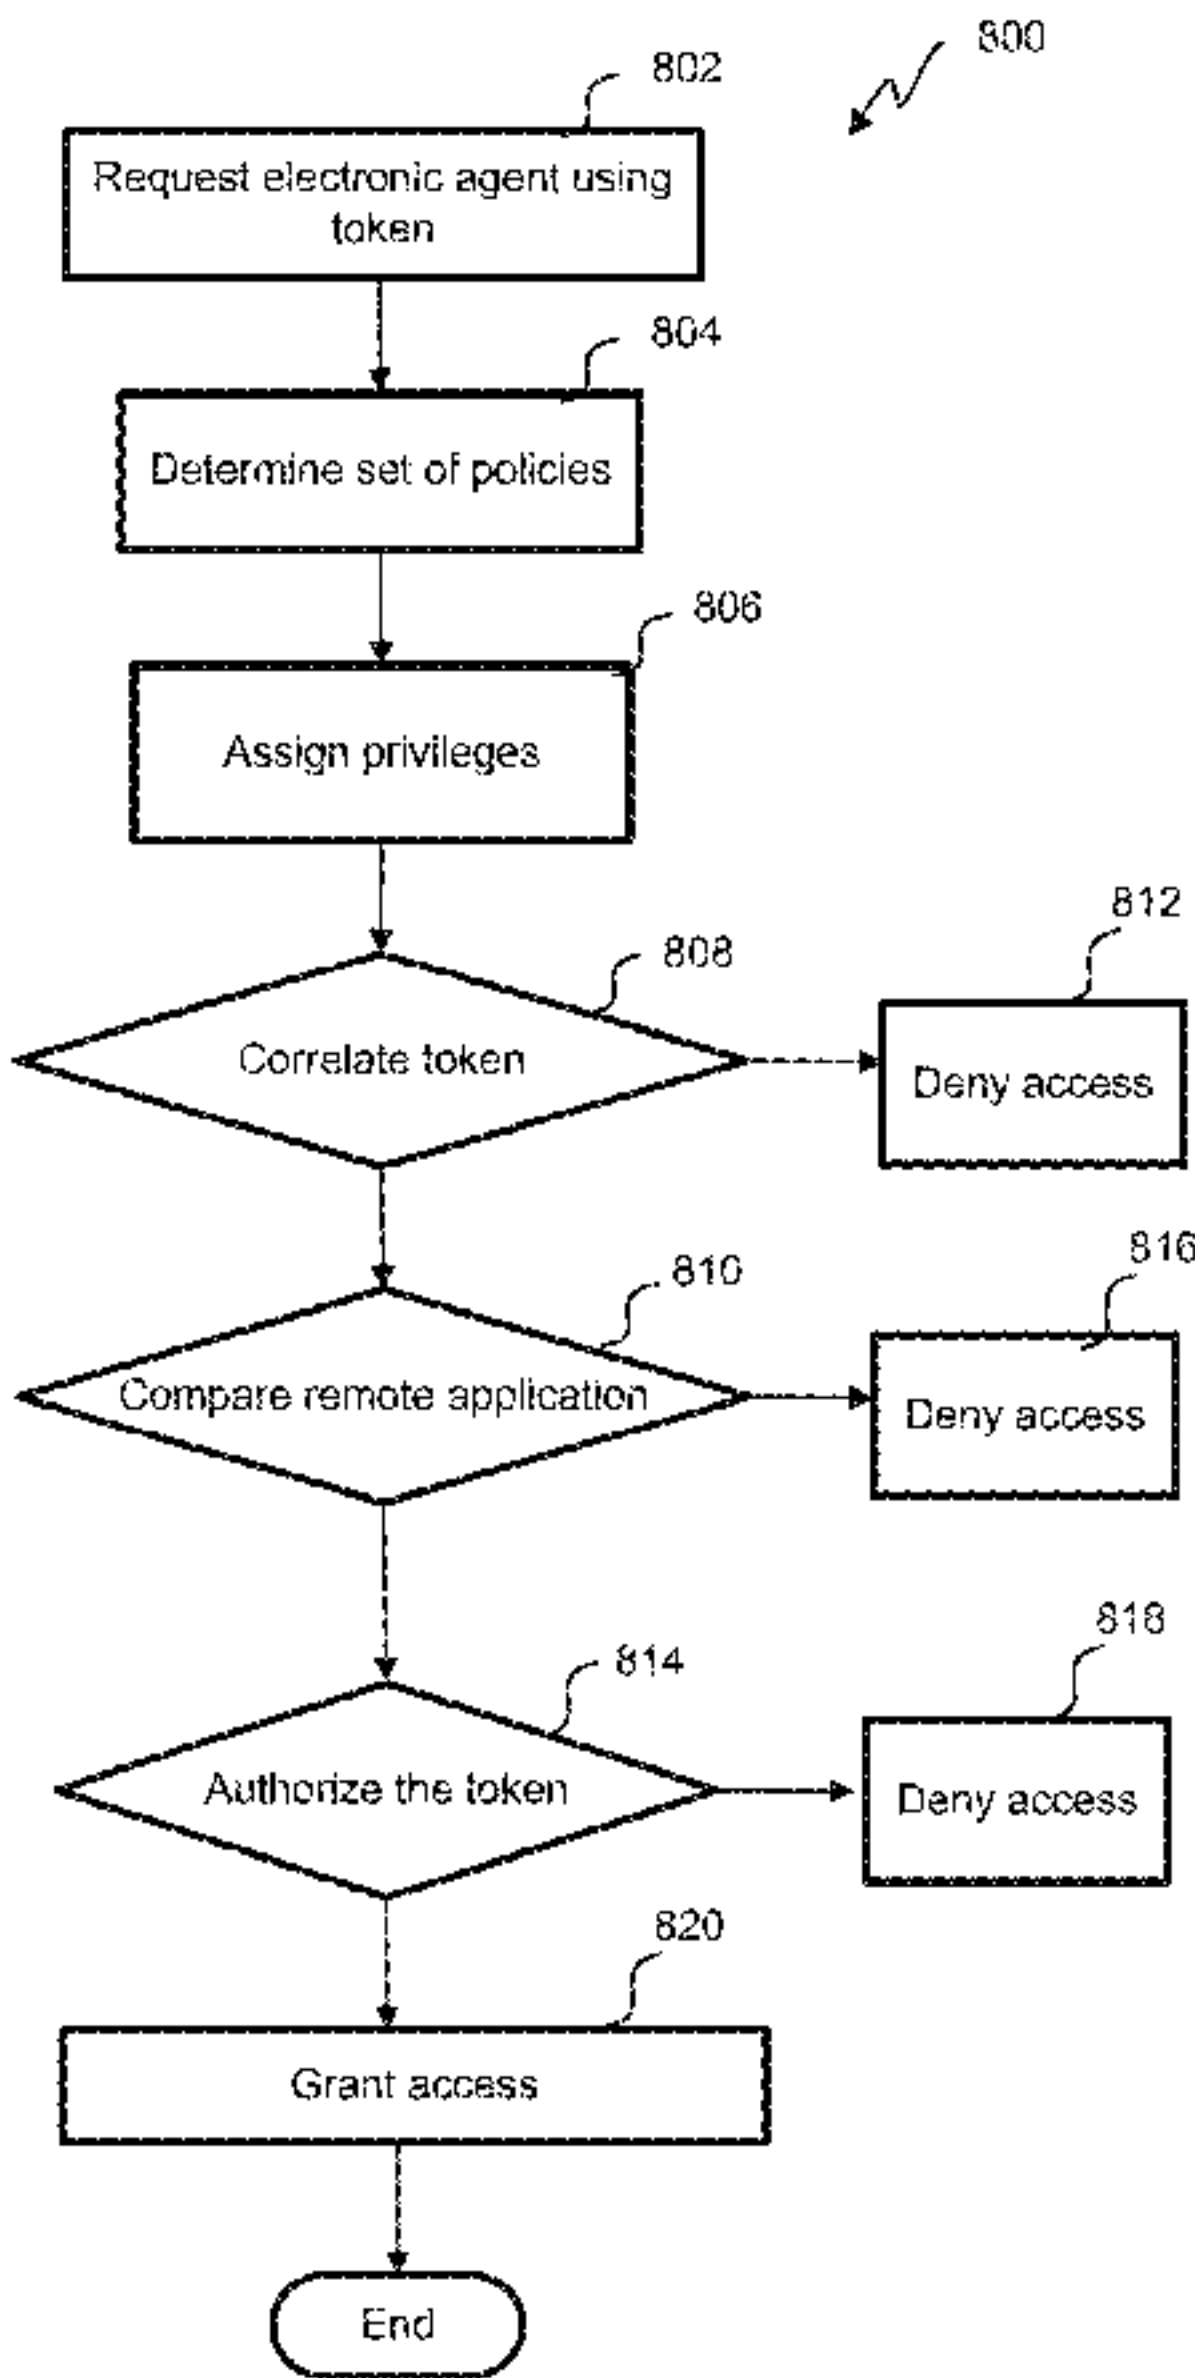 800
802
Request electronic agent using
token
804
Determine set of policies
806
Assign privileges
808
Correlate token
812
Deny access
810
Compare remote application
816
Deny access
814
Authorize the token
818
Deny access
820
Grant access
End